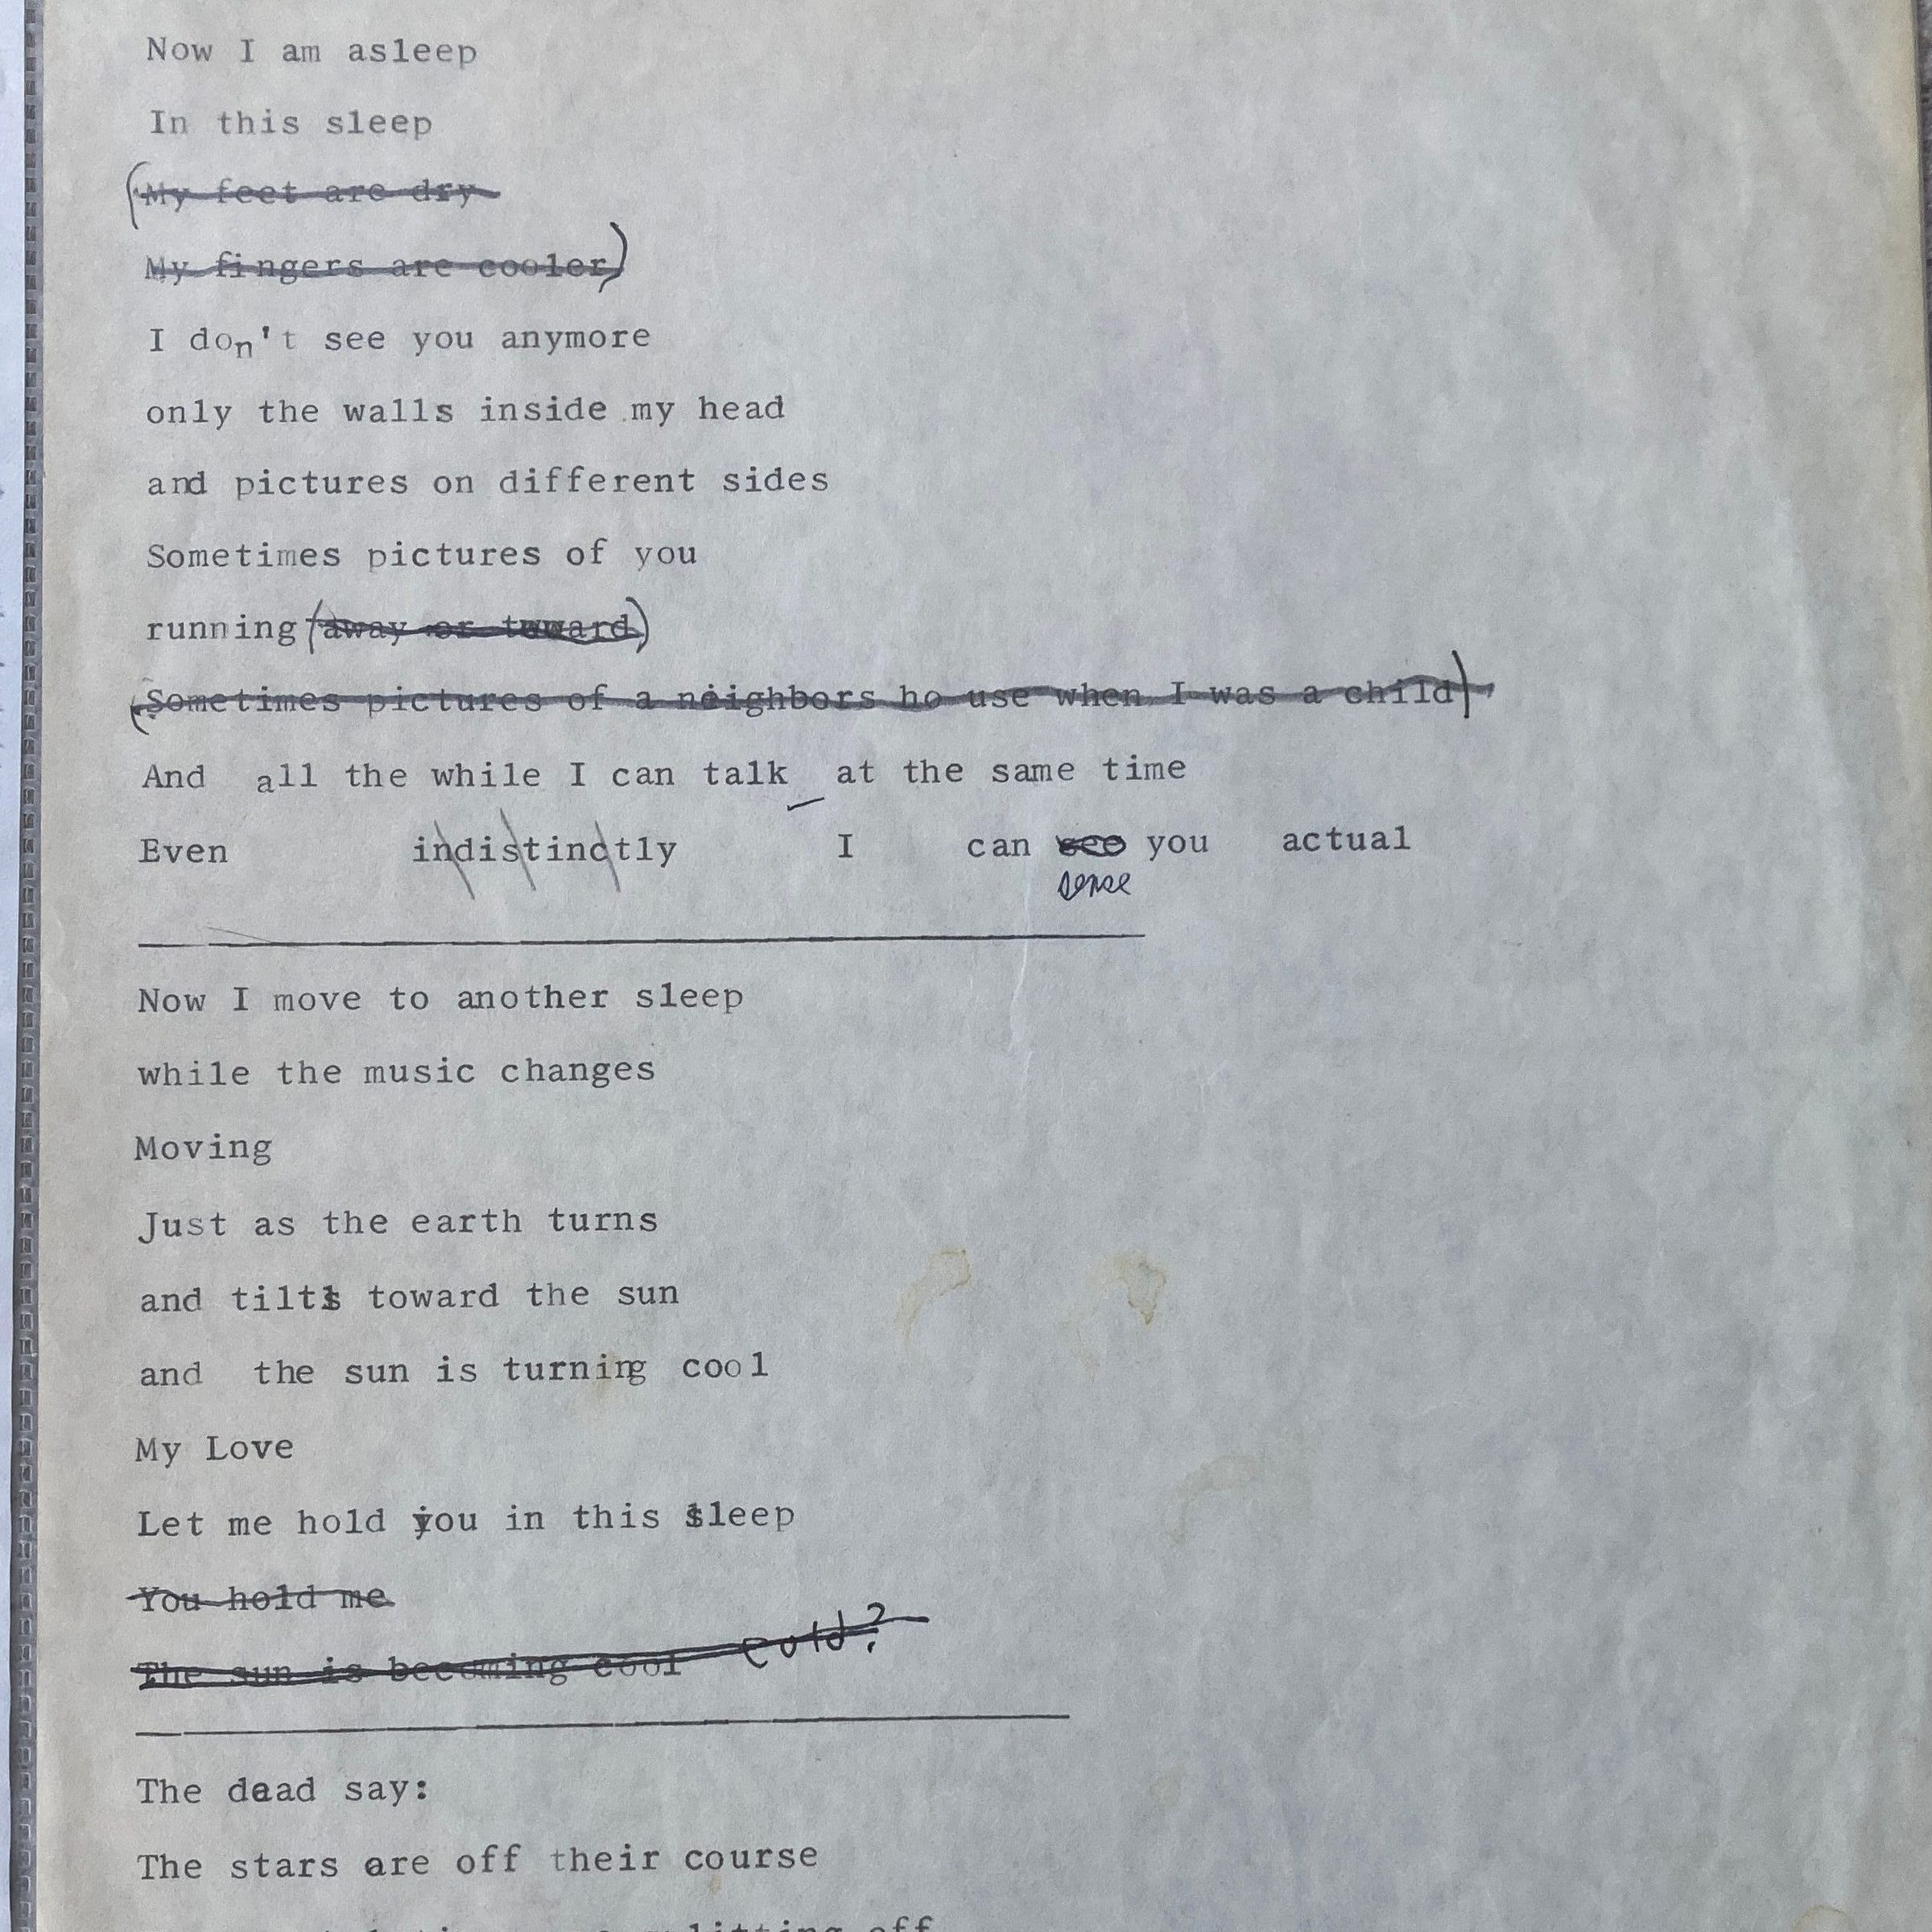 Now I am asleep
In this sleep
(My feet are dry
My fingers are cooler)
I don't see you anymore
only the walls inside my head
and pictures on different sides
Sometimes pictures of you
running (away or toward)
(Sometimes pictures of a neighbors ho use when I was a child)
And all the while I can talk at the same time
Even indistinctly I can see you actual
sense
Now I move to another sleep
while the music changes
Moving
Just as the earth turns
and tilts toward the sun
and the sun is turning cool
My Love
Let me hold you in this sleep
You hold me
The sun is becoming cool cold?
The dead say:
The stars are off their course
off